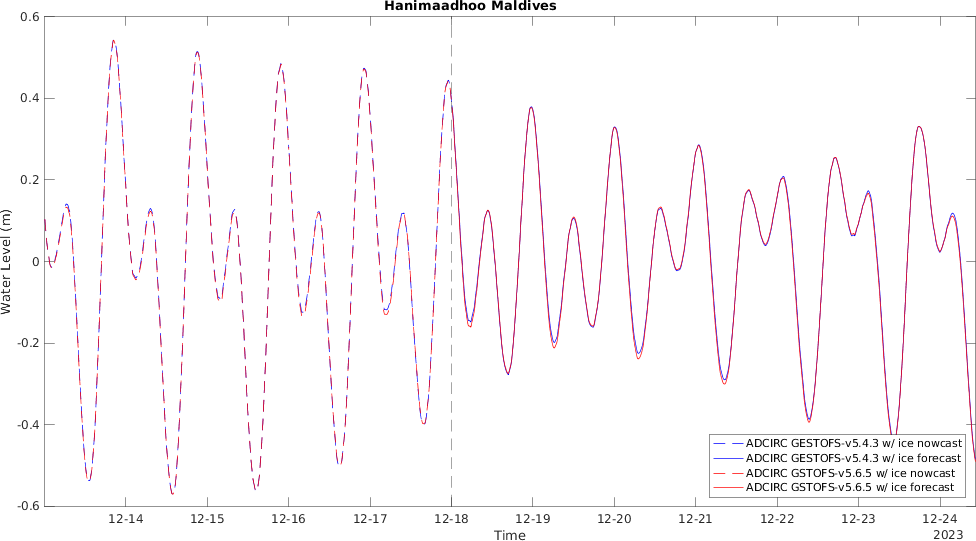 Hanimaadhoo Maldives
Water Level (m)
0.6
0.4
0.2
0
-0.2
-0.4
-0.6
12-14 12-15 12-16 12-17 12-18 12-19 12-20 12-21 12-22 12-23 12-24
Time
2023
ADCIRC GESTOFS-v5.4.3 w/ ice nowcast
ADCIRC GESTOFS-v5.4.3 w/ ice forecast
ADCIRC GSTOFS-v5.6.5 w/ ice nowcast
ADCIRC GSTOFS-v5.6.5 w/ ice forecast